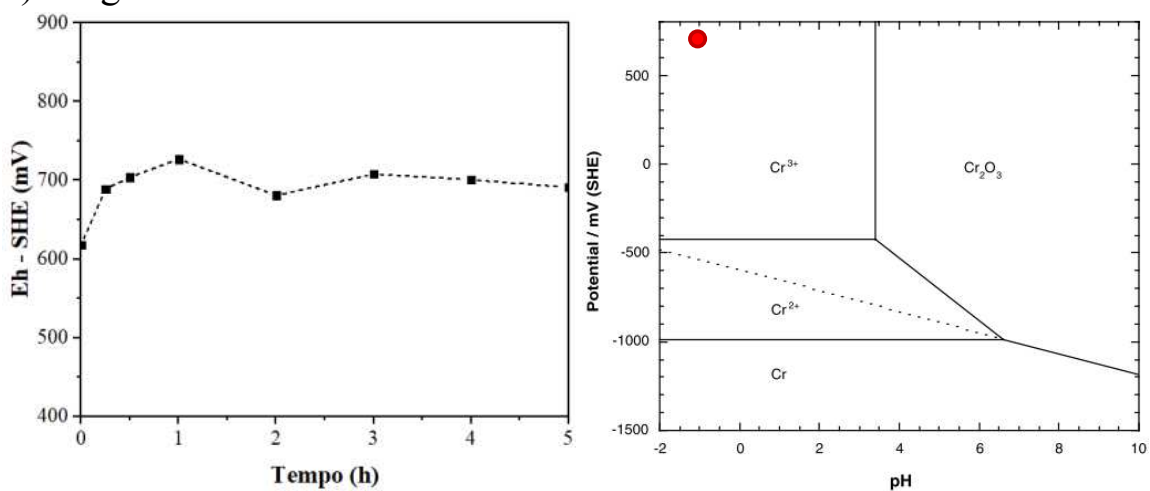 900
800
700
600
500
400
Eh - SHE (mV)
0 1 2 3 4 5
Tempo (h)
500
0
-500
-1000
-1500
Potential / mV (SHE)
Cr3+
Cr2O3
Cr2+
Cr
-2 0 2 4 6 8 10
pH